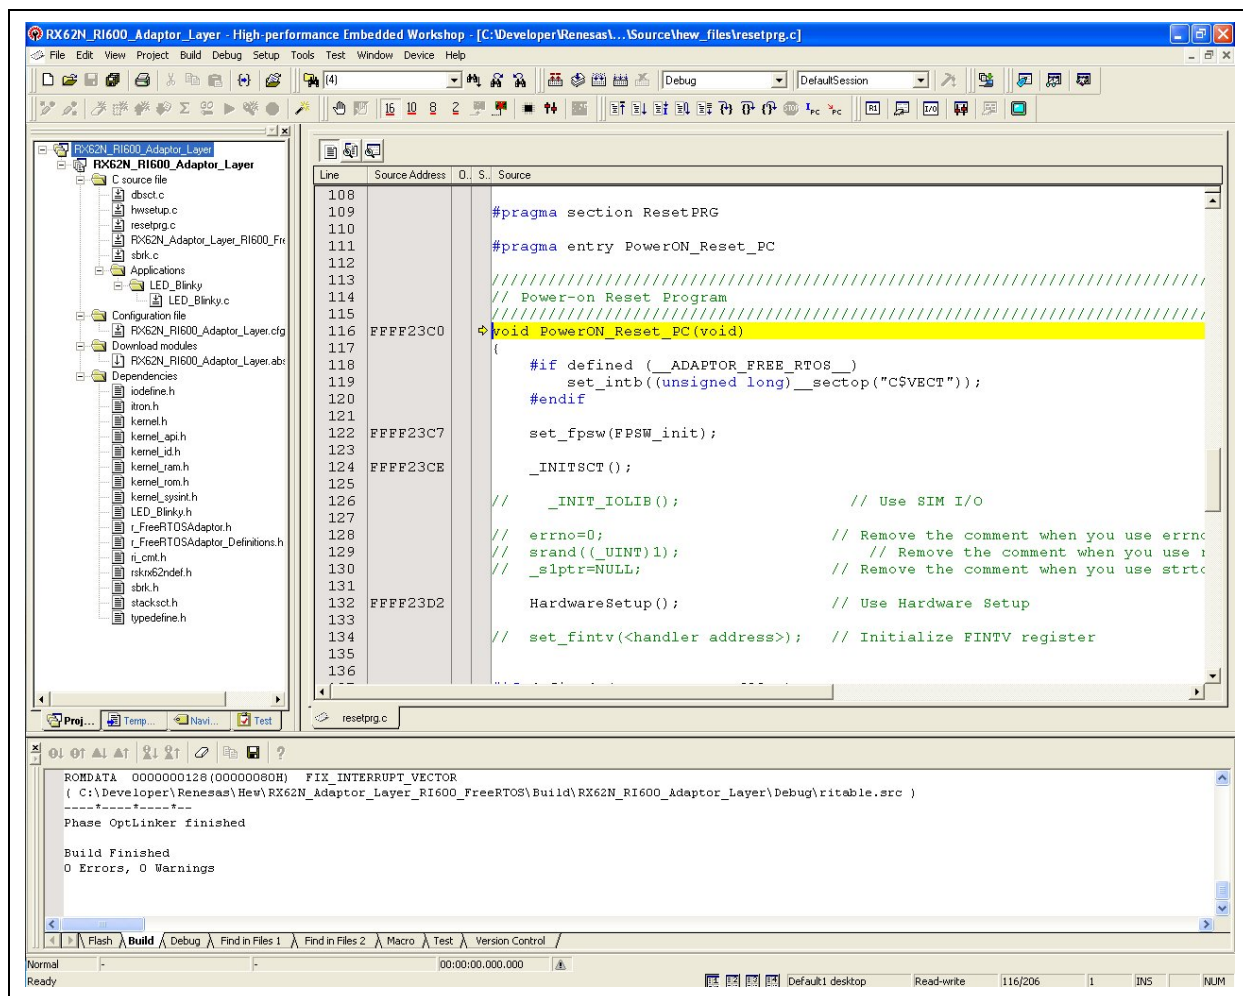 RX62N_RI600_Adaptor_Layer - High-performance Embedded Workshop - [C:\Developer\Renesas\...\Source\hew_files\resetprg.c]
File Edit View Project Build Debug Setup Tools Test Window Device Help
(4) Debug DefaultSession
16 10 8 2
RX62N_RI600_Adaptor_Layer
RX62N_RI600_Adaptor_Layer
C source file
dbsct.c
hwsetup.c
resetprg.c
RX62N_Adaptor_Layer_RI600_Fre
sbrk.c
Applications
LED_Blinky
LED_Blinky.c
Configuration file
RX62N_RI600_Adaptor_Layer.cfg
Download modules
RX62N_RI600_Adaptor_Layer.abs
Dependencies
iodefine.h
itron.h
kernel.h
kernel_api.h
kernel_id.h
kernel_ram.h
kernel_rom.h
kernel_sysint.h
LED_Blinky.h
r_FreeRTOSAdaptor.h
r_FreeRTOSAdaptor_Definitions.h
ri_cmt.h
rskrx62ndef.h
sbrk.h
stacksct.h
typedefine.h
Proj... Temp... Navi... Test
Line Source Address O.. S.. Source
108
109 #pragma section ResetPRG
110
111 #pragma entry PowerON_Reset_PC
112
113 ////////////////////////////////////////////////////////////////////////////
114 // Power-on Reset Program
115 ////////////////////////////////////////////////////////////////////////////
116 FFFF23C0 void PowerON_Reset_PC(void)
117 {
118 #if defined (__ADAPTOR_FREE_RTOS__)
119 set_intb((unsigned long)__sectop("C$VECT"));
120 #endif
121
122 FFFF23C7 set_fpsw(FPSW_init);
123
124 FFFF23CE _INITSCT();
125
126 // _INIT_IOLIB(); // Use SIM I/O
127
128 // errno=0; // Remove the comment when you use errno
129 // srand((_UINT)1); // Remove the comment when you use r
130 // _s1ptr=NULL; // Remove the comment when you use strto
131
132 FFFF23D2 HardwareSetup(); // Use Hardware Setup
133
134 // set_fintv(<handler address>); // Initialize FINTV register
135
136
resetprg.c
ROMDATA 0000000128(00000080H) FIX_INTERRUPT_VECTOR
( C:\Developer\Renesas\Hew\RX62N_Adaptor_Layer_RI600_FreeRTOS\Build\RX62N_RI600_Adaptor_Layer\Debug\ritable.src )
----*----*----*--
Phase OptLinker finished
Build Finished
0 Errors, 0 Warnings
Flash Build Debug Find in Files 1 Find in Files 2 Macro Test Version Control
Normal - - 00:00:00.000.000
Ready Default1 desktop Read-write 116/206 1 INS NUM